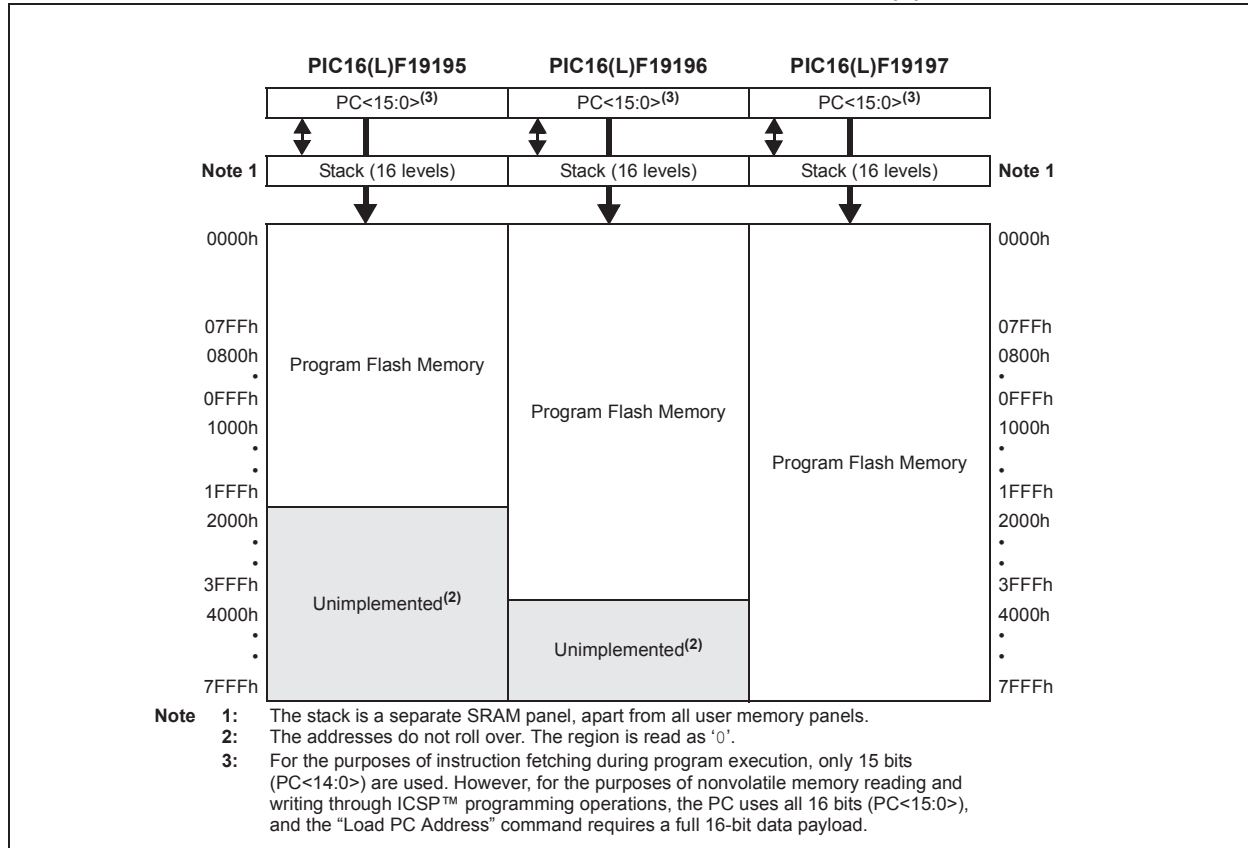 PIC16(L)F19195 PIC16(L)F19196 PIC16(L)F19197
PC<15:0>(3) PC<15:0>(3) PC<15:0>(3)
Note 1 Stack (16 levels) Stack (16 levels) Stack (16 levels) Note 1
0000h 0000h
07FFh 07FFh
0800h Program Flash Memory 0800h
• •
0FFFh 0FFFh
Program Flash Memory
1000h 1000h
• •
Program Flash Memory
• •
1FFFh 1FFFh
2000h 2000h
• •
• •
3FFFh 3FFFh
Unimplemented(2)
4000h 4000h
• •
Unimplemented(2)
• •
7FFFh 7FFFh
Note 1: The stack is a separate SRAM panel, apart from all user memory panels.
2: The addresses do not roll over. The region is read as ‘0’.
3: For the purposes of instruction fetching during program execution, only 15 bits
(PC<14:0>) are used. However, for the purposes of nonvolatile memory reading and
writing through ICSP™ programming operations, the PC uses all 16 bits (PC<15:0>),
and the “Load PC Address” command requires a full 16-bit data payload.